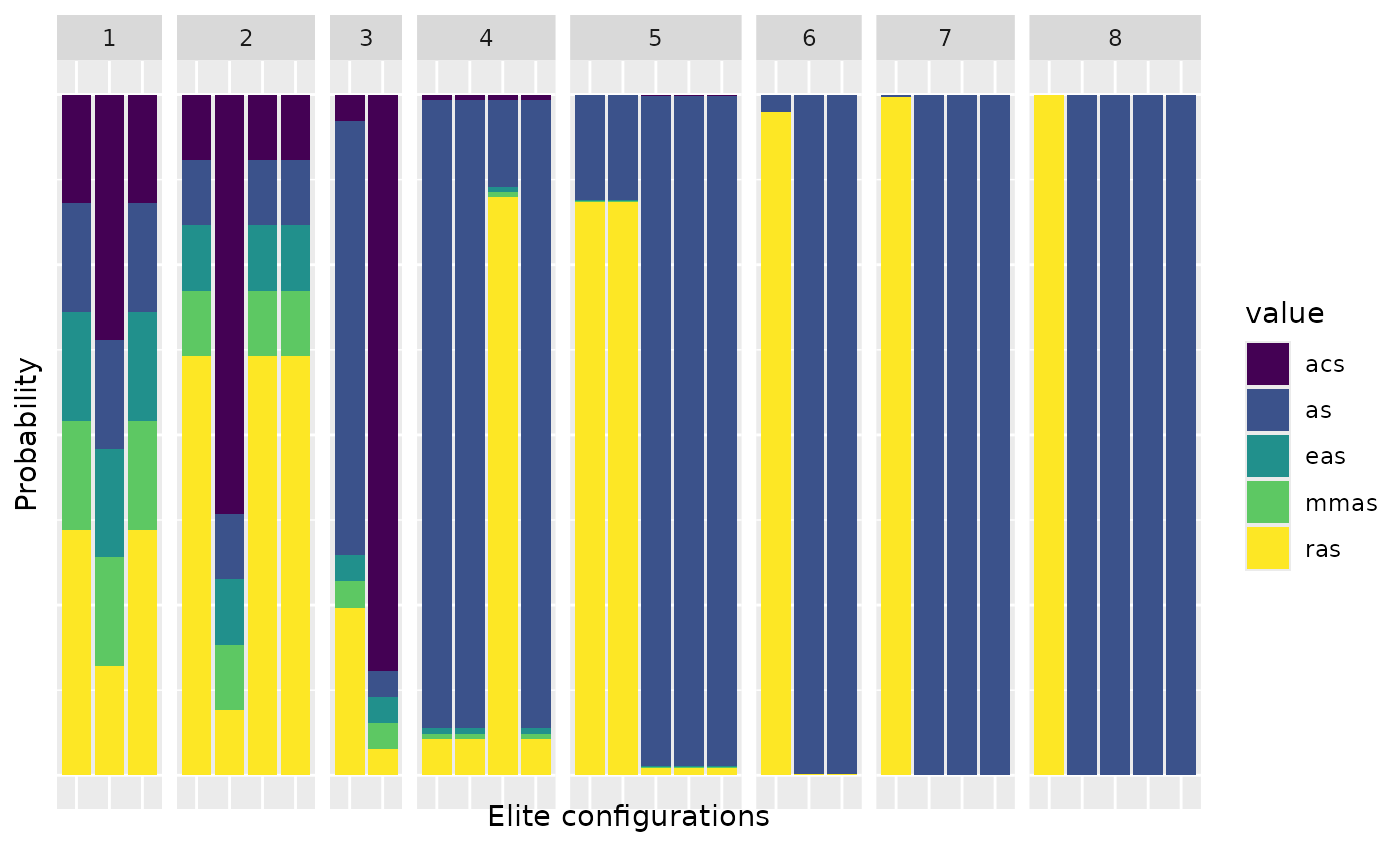 1 2 3 4 5 6 7 8
Probability
Elite configurations
value
acs
as
eas
mmas
ras